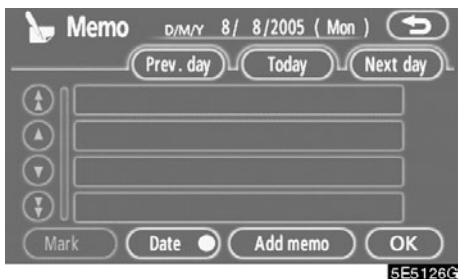 Memo D/M/Y 8/ 8/2005 ( Mon )
Prev. day Today Next day
Mark Date Add memo OK
5E5126G